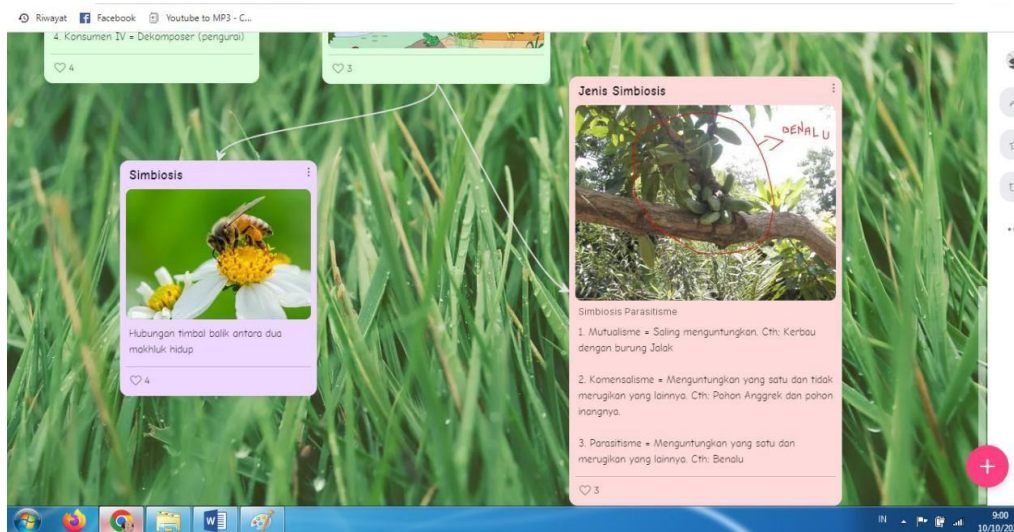 Riwayat Facebook Youtube to MP3 - C...
4. Konsumen IV = Dekomposer (pengurai)
4
3
Simbiosis
Hubungan timbal balik antara dua
makhluk hidup
4
Jenis Simbiosis
BENALU
Simbiosis Parasitisme
1. Mutualisme = Saling menguntungkan. Cth: Kerbau
dengan burung Jalak
2. Komensalisme = Menguntungkan yang satu dan tidak
merugikan yang lainnya. Cth: Pohon Anggrek dan pohon
inangnya.
3. Parasitisme = Menguntungkan yang satu dan
merugikan yang lainnya. Cth: Benalu
3
IN
9:00